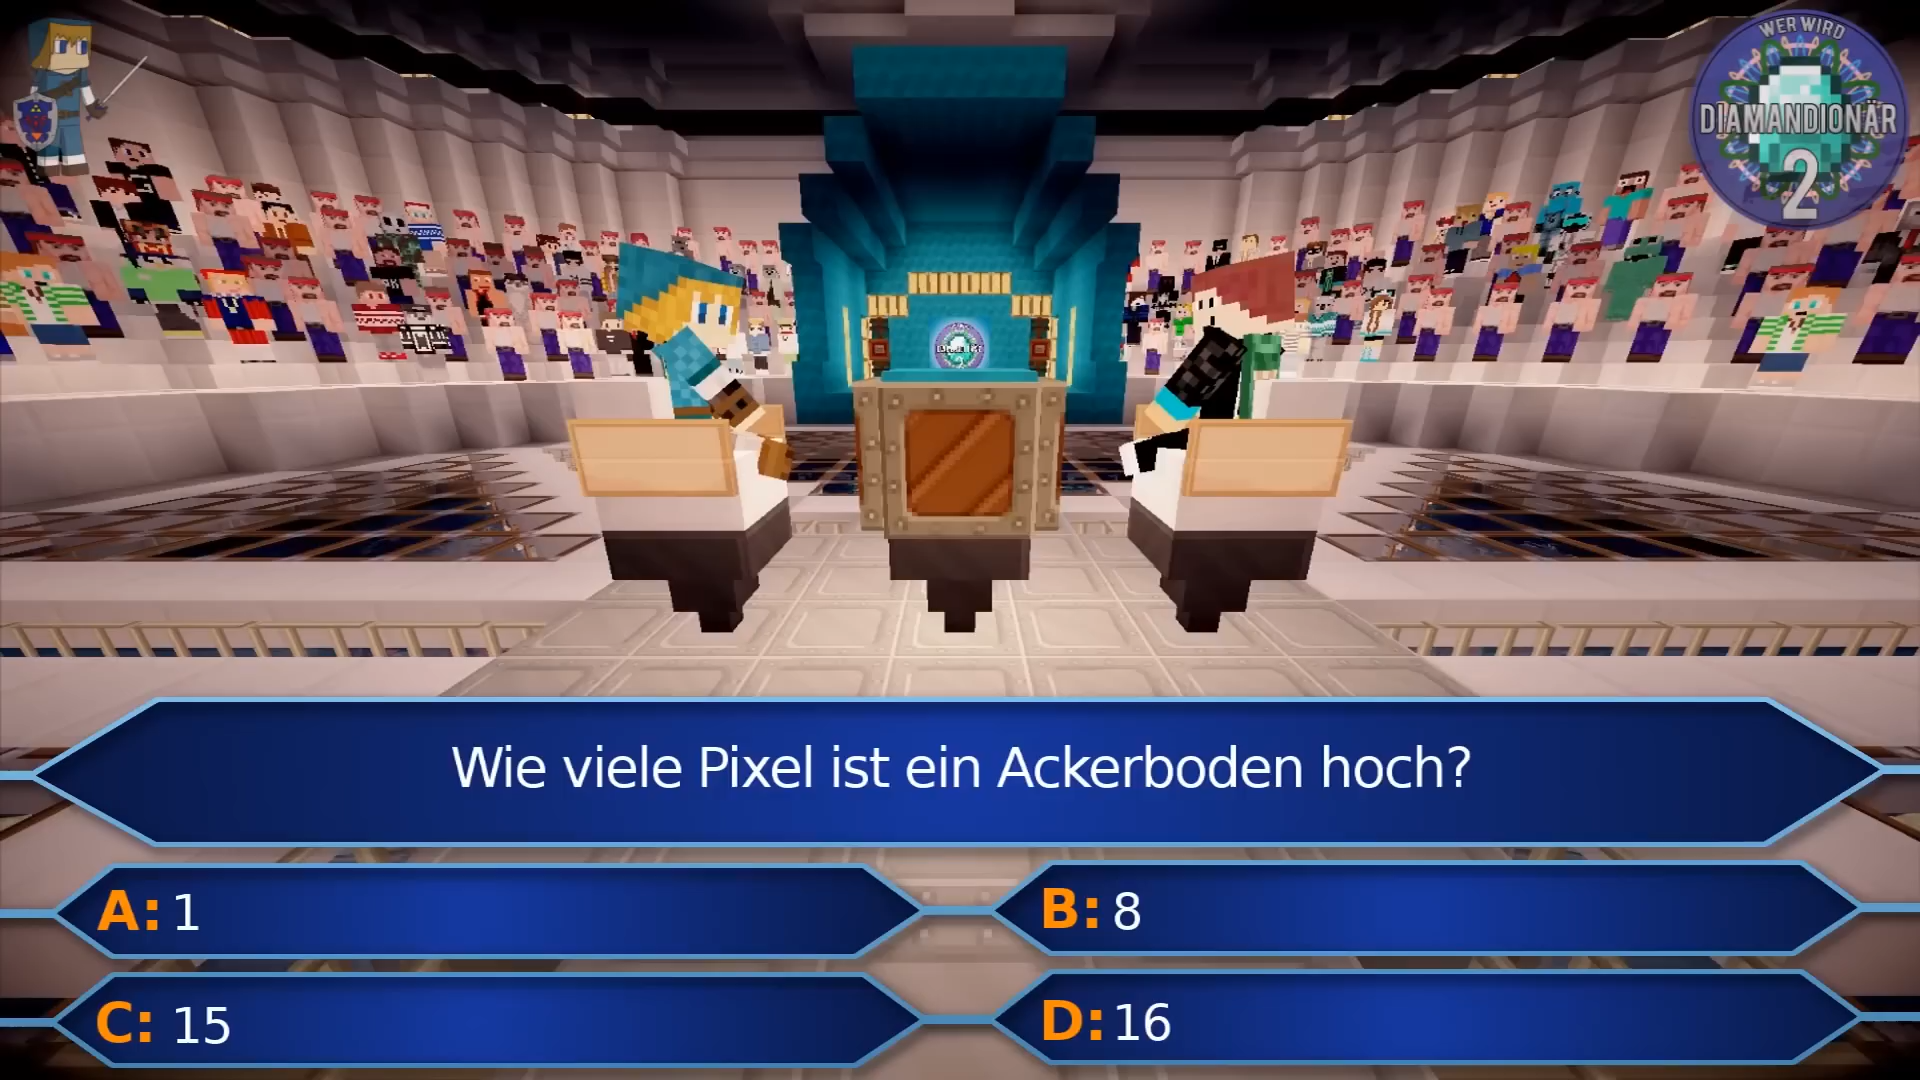 WER WIRD
DIAMANDIONÄR
2
Wie viele Pixel ist ein Ackerboden hoch?
A: 1
B: 8
C: 15
D: 16